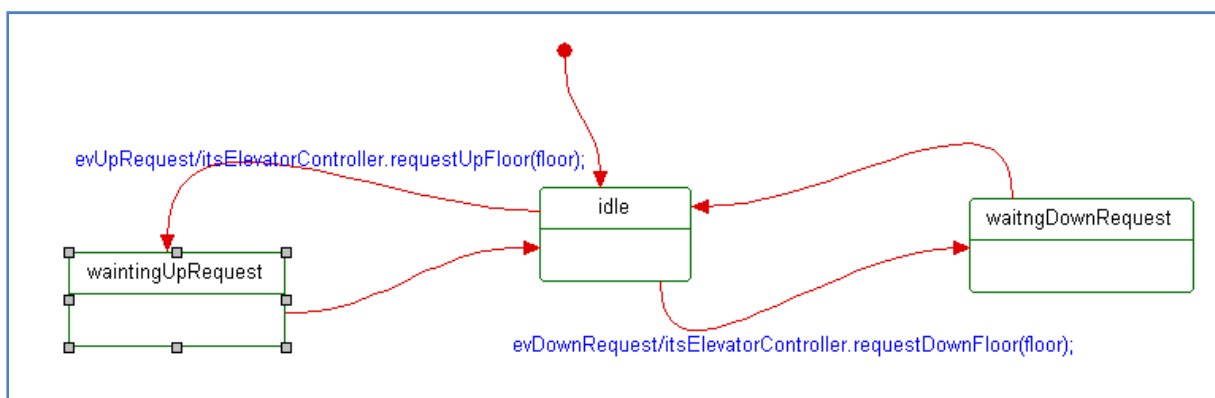 evUpRequest/itsElevatorController.requestUpFloor(floor);
idle
waitngDownRequest
waintingUpRequest
evDownRequest/itsElevatorController.requestDownFloor(floor);